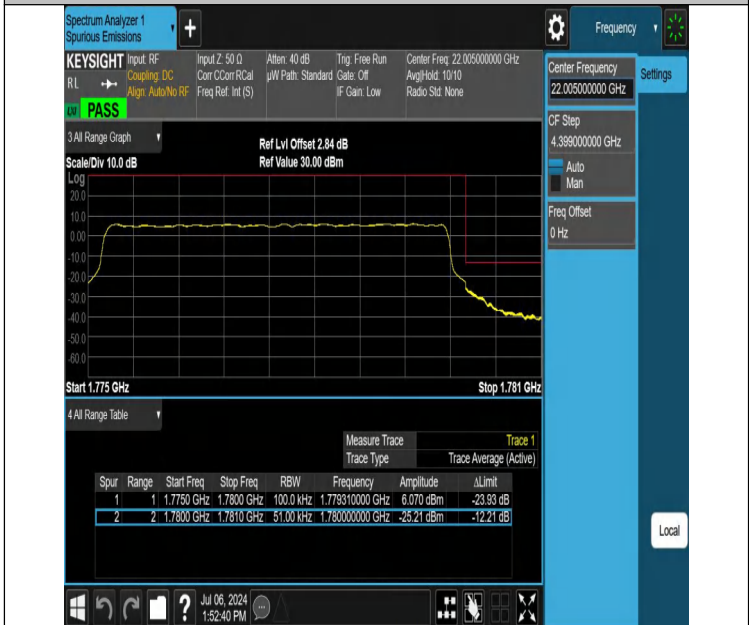 Spectrum Analyzer 1
Spurious Emissions
Frequency
KEYSIGHT Input: RF Input Z: 50 Ω Atten: 40 dB Trig: Free Run Center Freq: 22.005000000 GHz
RL Coupling: DC Corr CCorr RCal µW Path: Standard Gate: Off Avg|Hold: 10/10
Align: Auto/No RF Freq Ref: Int (S) IF Gain: Low Radio Std: None
PASS
Center Frequency
22.005000000 GHz
Settings
CF Step
4.399000000 GHz
Auto
Man
Freq Offset
0 Hz
3 All Range Graph
Ref Lvl Offset 2.84 dB
Scale/Div 10.0 dB Ref Value 30.00 dBm
Log
20.0
10.0
0.00
-10.0
-20.0
-30.0
-40.0
-50.0
-60.0
Start 1.775 GHz Stop 1.781 GHz
4 All Range Table
Measure Trace Trace 1
Trace Type Trace Average (Active)
Spur Range Start Freq Stop Freq RBW Frequency Amplitude ΔLimit
1 1 1.7750 GHz 1.7800 GHz 100.0 kHz 1.779310000 GHz 6.070 dBm -23.93 dB
2 2 1.7800 GHz 1.7810 GHz 51.00 kHz 1.780000000 GHz -25.21 dBm -12.21 dB
Local
Jul 06, 2024
1:52:40 PM